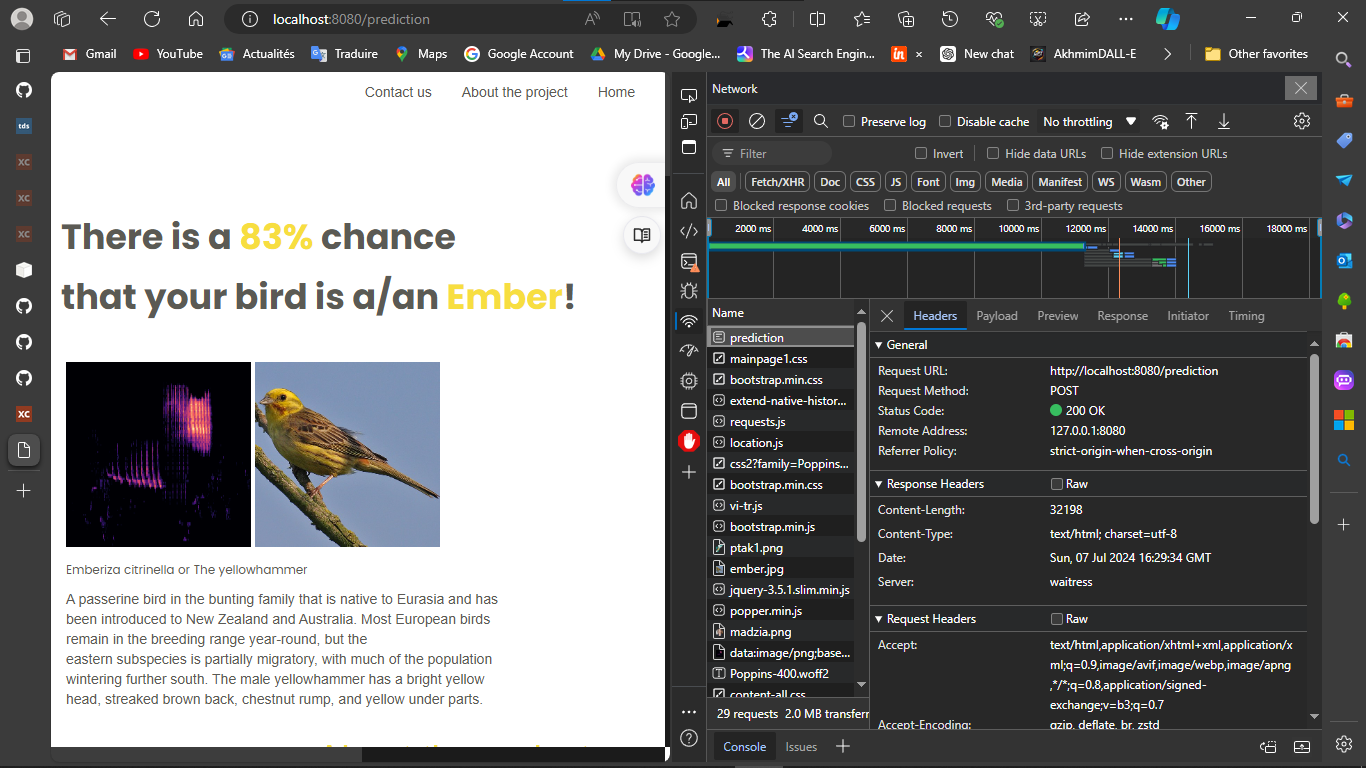 localhost:8080/prediction
Gmail
YouTube
Actualités
Traduire
Maps
Google Account
My Drive - Google...
The AI Search Engin...
in
New chat
AkhmimDALL-E
Other favorites
tds
XC
XC
XC
XC
Contact us
About the project
Home
There is a 83% chance
that your bird is a/an Ember!
Emberiza citrinella or The yellowhammer
A passerine bird in the bunting family that is native to Eurasia and has
been introduced to New Zealand and Australia. Most European birds
remain in the breeding range year-round, but the
eastern subspecies is partially migratory, with much of the population
wintering further south. The male yellowhammer has a bright yellow
head, streaked brown back, chestnut rump, and yellow under parts.
Network
Preserve log
Disable cache
No throttling
Filter
Invert
Hide data URLs
Hide extension URLs
All
Fetch/XHR
Doc
CSS
JS
Font
Img
Media
Manifest
WS
Wasm
Other
Blocked response cookies
Blocked requests
3rd-party requests
2000 ms
4000 ms
6000 ms
8000 ms
10000 ms
12000 ms
14000 ms
16000 ms
18000 ms
Name
prediction
mainpage1.css
bootstrap.min.css
extend-native-histor...
requests.js
location.js
css2?family=Poppins...
bootstrap.min.css
vi-tr.js
bootstrap.min.js
ptak1.png
ember.jpg
jquery-3.5.1.slim.min.js
popper.min.js
madzia.png
data:image/png;base...
Poppins-400.woff2
content-all.css
29 requests
2.0 MB transferr
Headers
Payload
Preview
Response
Initiator
Timing
General
Request URL:
http://localhost:8080/prediction
Request Method:
POST
Status Code:
200 OK
Remote Address:
127.0.0.1:8080
Referrer Policy:
strict-origin-when-cross-origin
Response Headers
Raw
Content-Length:
32198
Content-Type:
text/html; charset=utf-8
Date:
Sun, 07 Jul 2024 16:29:34 GMT
Server:
waitress
Request Headers
Raw
Accept:
text/html,application/xhtml+xml,application/x
ml;q=0.9,image/avif,image/webp,image/apng
,*/*;q=0.8,application/signed-
exchange;v=b3;q=0.7
Accept-Encoding:
gzip, deflate, br, zstd
Console
Issues